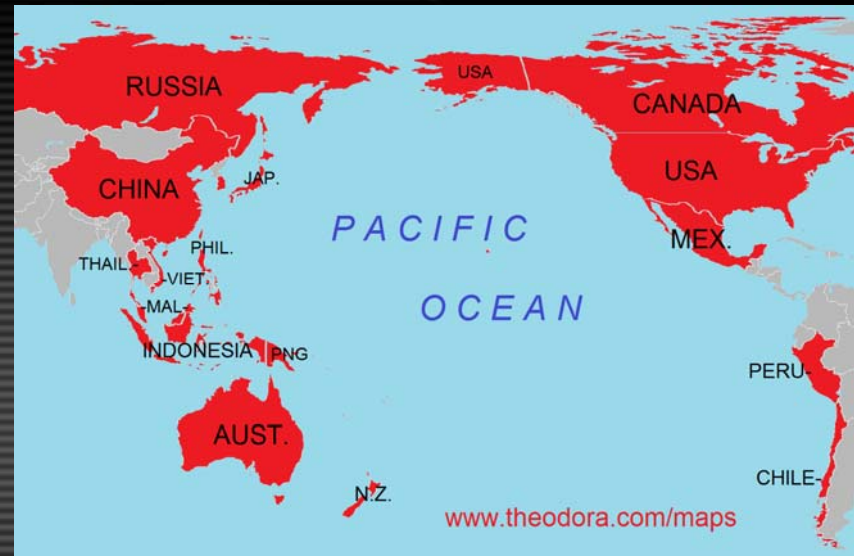 RUSSIA
USA
CANADA
CHINA
JAP.
USA
PACIFIC
MEX.
PHIL.
THAIL.-
-VIET.
-MAL-
OCEAN
INDONESIA
PNG
PERU-
AUST.
CHILE-
N.Z.
www.theodora.com/maps